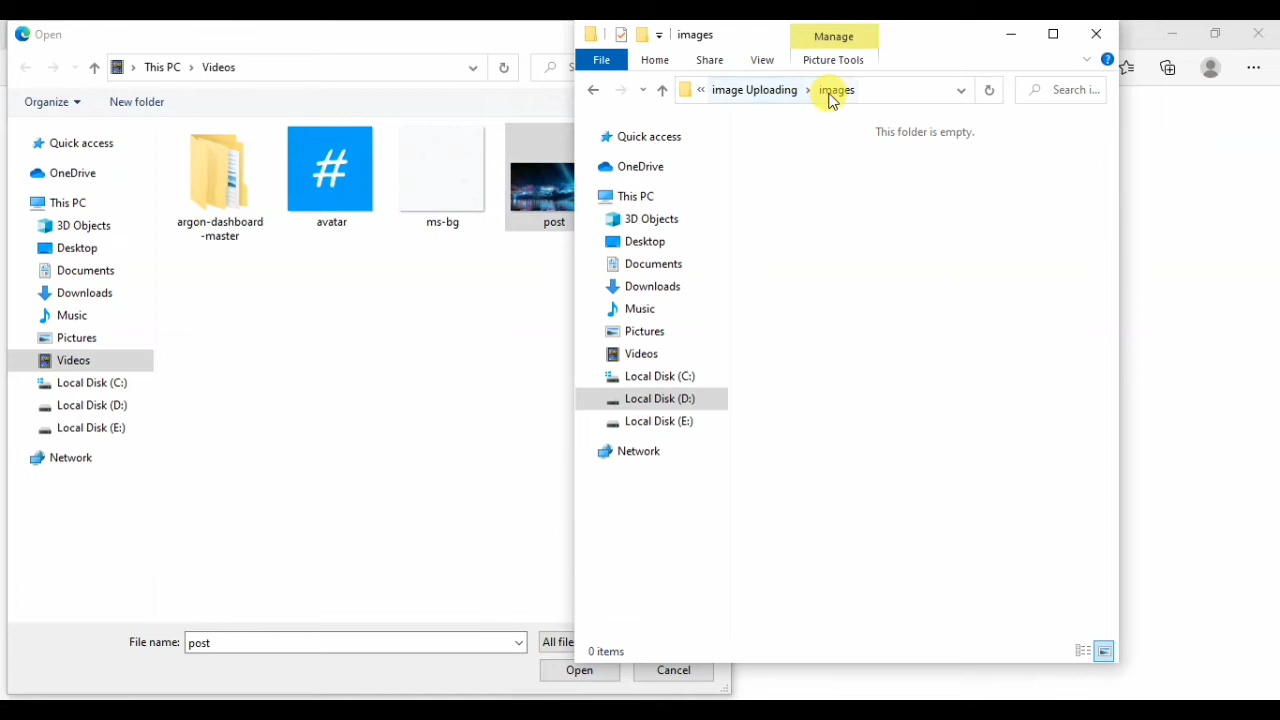 Open
This PC
Videos
S
Organize
New folder
Quick access
OneDrive
This PC
3D Objects
Desktop
Documents
Downloads
Music
Pictures
Videos
Local Disk (C:)
Local Disk (D:)
Local Disk (E:)
Network
#
argon-dashboard
-master
avatar
ms-bg
post
File name:
post
All file
Open
Cancel
images
Manage
File
Home
Share
View
Picture Tools
?
« image Uploading › images
Search i...
Quick access
OneDrive
This PC
3D Objects
Desktop
Documents
Downloads
Music
Pictures
Videos
Local Disk (C:)
Local Disk (D:)
Local Disk (E:)
Network
This folder is empty.
0 items